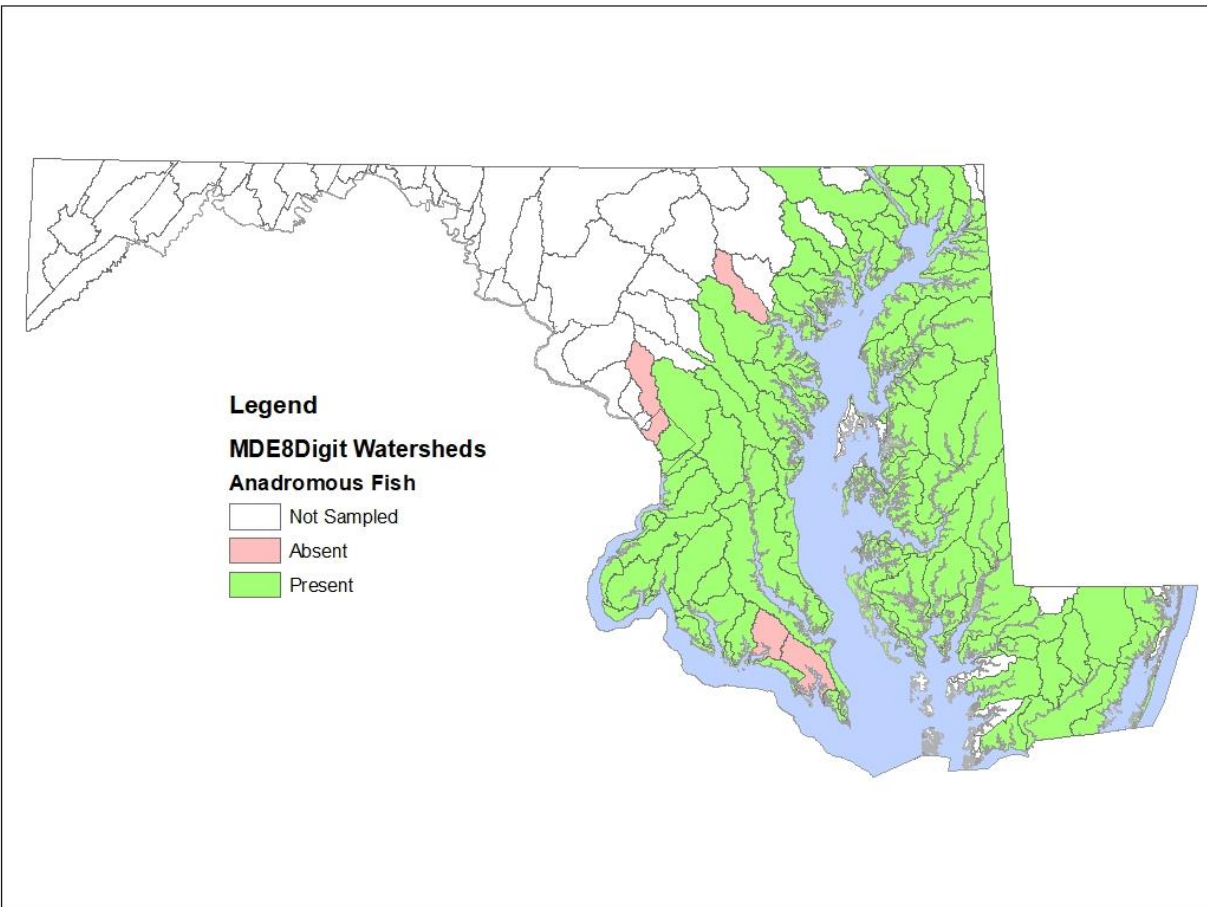 Legend
MDE8Digit Watersheds
Anadromous Fish
Not Sampled
Absent
Present